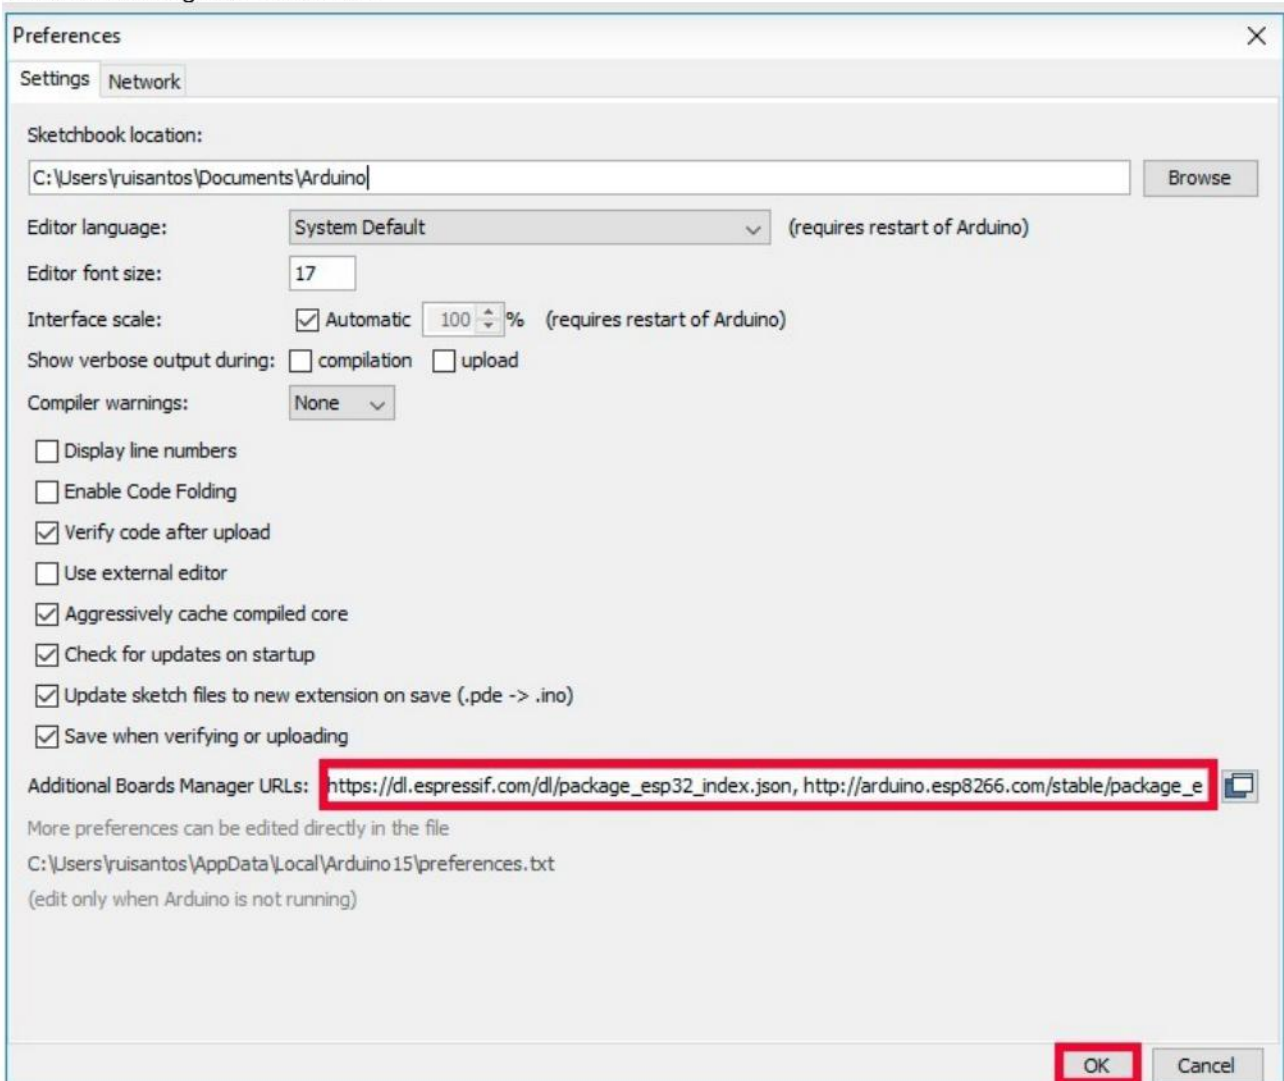 Preferences
Settings Network
Sketchbook location:
C:\Users\ruisantos\Documents\Arduino Browse
Editor language: System Default (requires restart of Arduino)
Editor font size: 17
Interface scale: Automatic 100 % (requires restart of Arduino)
Show verbose output during: compilation upload
Compiler warnings: None
Display line numbers
Enable Code Folding
Verify code after upload
Use external editor
Aggressively cache compiled core
Check for updates on startup
Update sketch files to new extension on save (.pde -> .ino)
Save when verifying or uploading
Additional Boards Manager URLs: https://dl.espressif.com/dl/package_esp32_index.json, http://arduino.esp8266.com/stable/package_e
More preferences can be edited directly in the file
C:\Users\ruisantos\AppData\Local\Arduino15\preferences.txt
(edit only when Arduino is not running)
OK Cancel